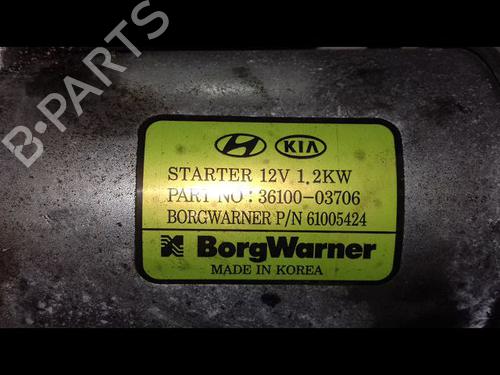 B-PARTS
KIA
STARTER 12V 1.2KW
PART NO : 36100-03706
BORGWARNER P/N 61005424
BorgWarner
MADE IN KOREA